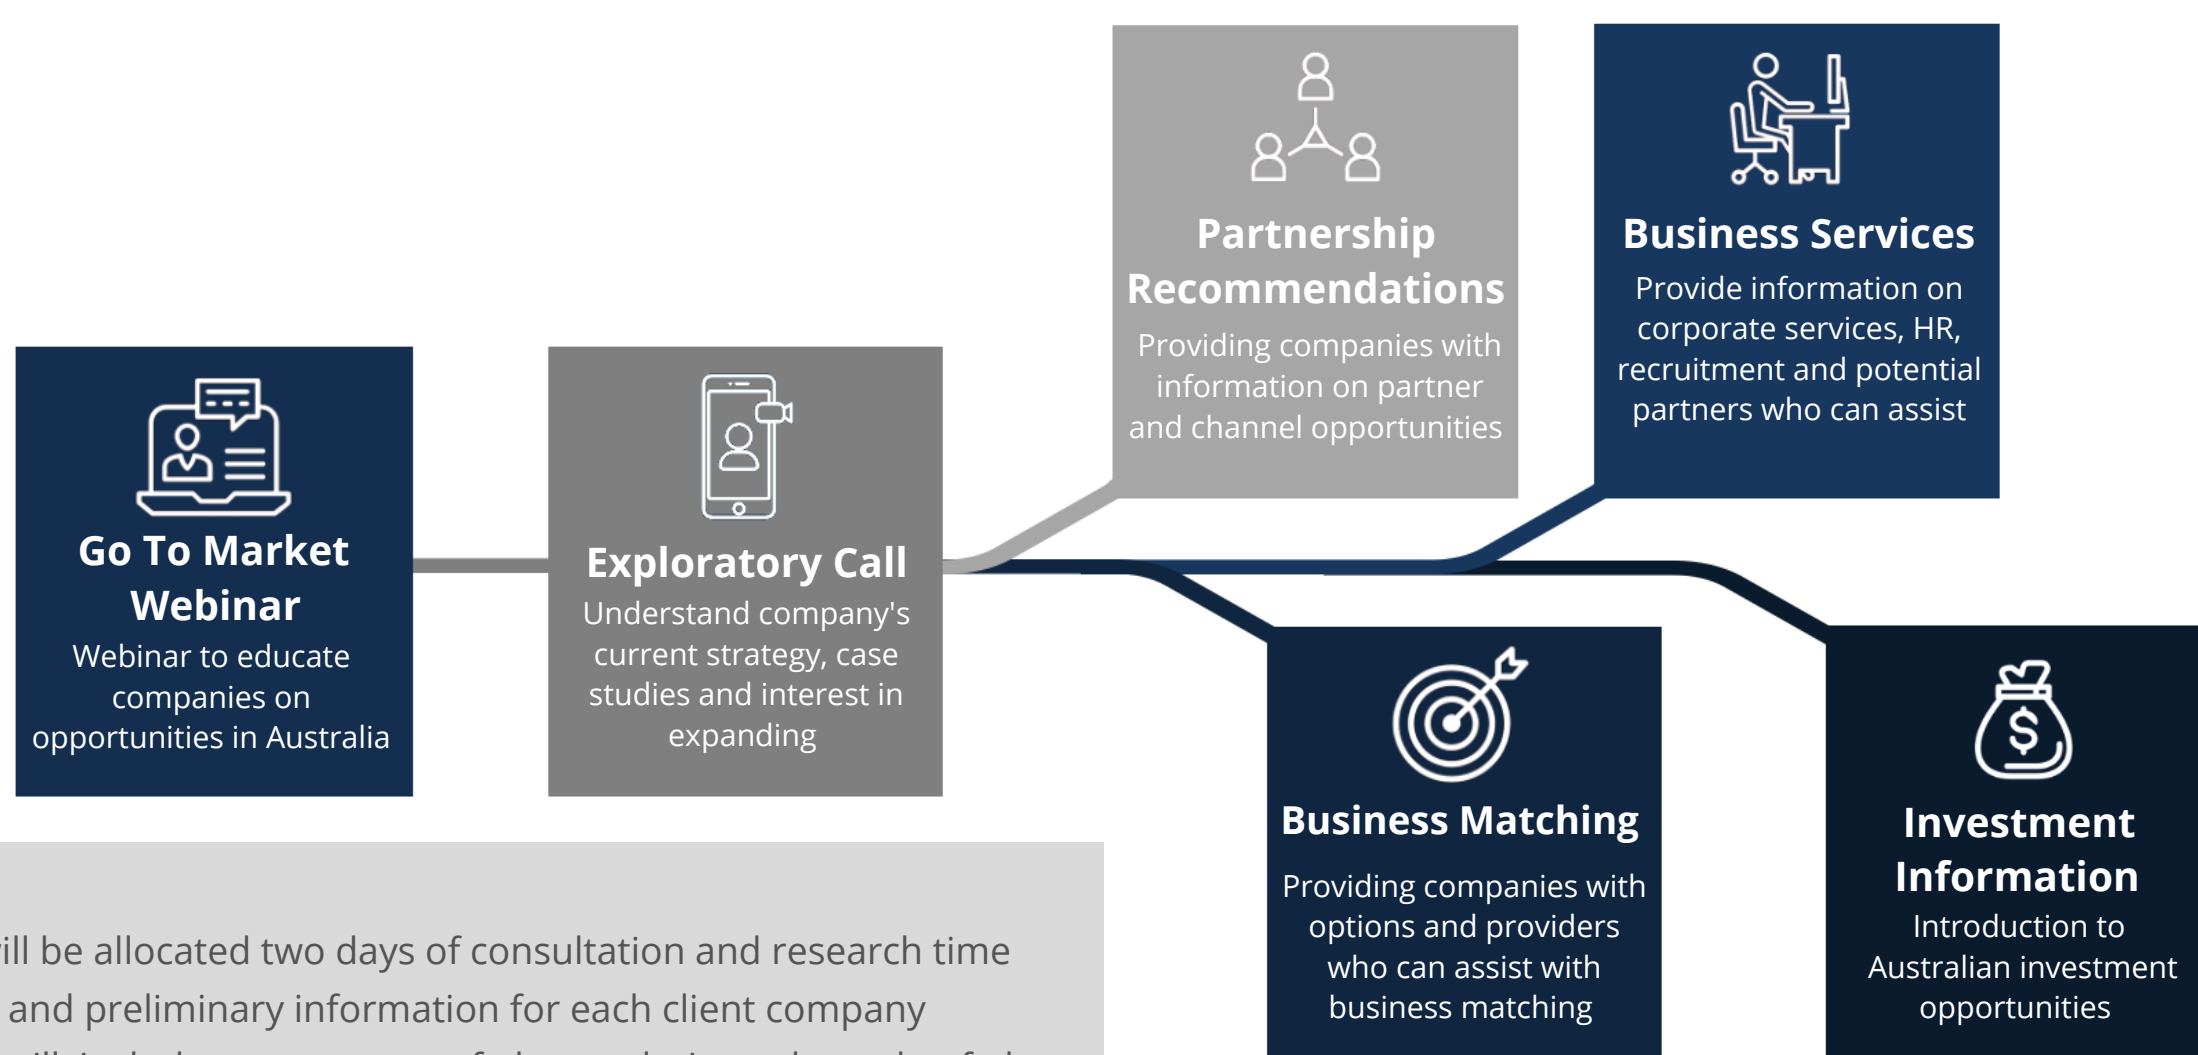 Go To Market
Webinar
Webinar to educate
companies on
opportunities in Australia
Exploratory Call
Understand company's
current strategy, case
studies and interest in
expanding
Partnership
Recommendations
Providing companies with
information on partner
and channel opportunities
Business Services
Provide information on
corporate services, HR,
recruitment and potential
partners who can assist
Business Matching
Providing companies with
options and providers
who can assist with
business matching
$
Investment
Information
Introduction to
Australian investment
opportunities
be allocated two days of consultation and research time
and preliminary information for each client company